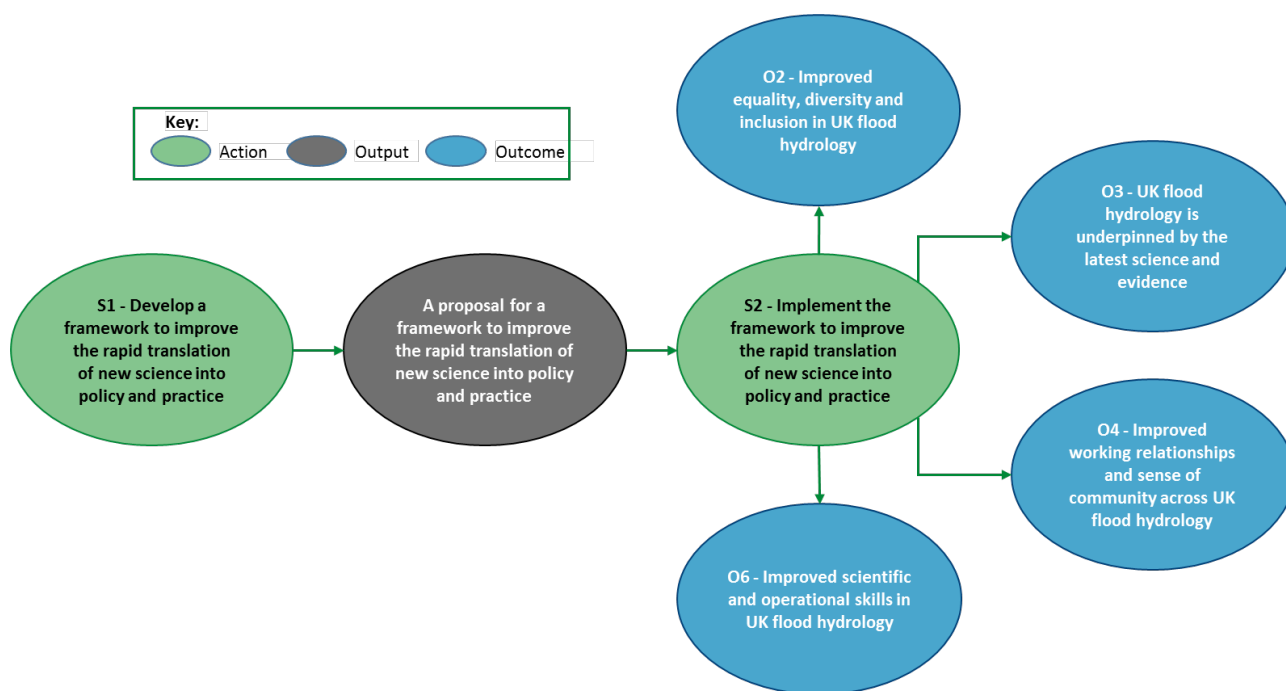 Key:
Action
Output
Outcome
S1 - Develop a
framework to improve
the rapid translation
of new science into
policy and practice
A proposal for a
framework to improve
the rapid translation of
new science into policy
and practice
S2 - Implement the
framework to improve
the rapid translation
of new science into
policy and practice
O2 - Improved
equality, diversity and
inclusion in UK flood
hydrology
O3 - UK flood
hydrology is
underpinned by the
latest science and
evidence
O4 - Improved
working relationships
and sense of
community across UK
flood hydrology
O6 - Improved scientific
and operational skills in
UK flood hydrology